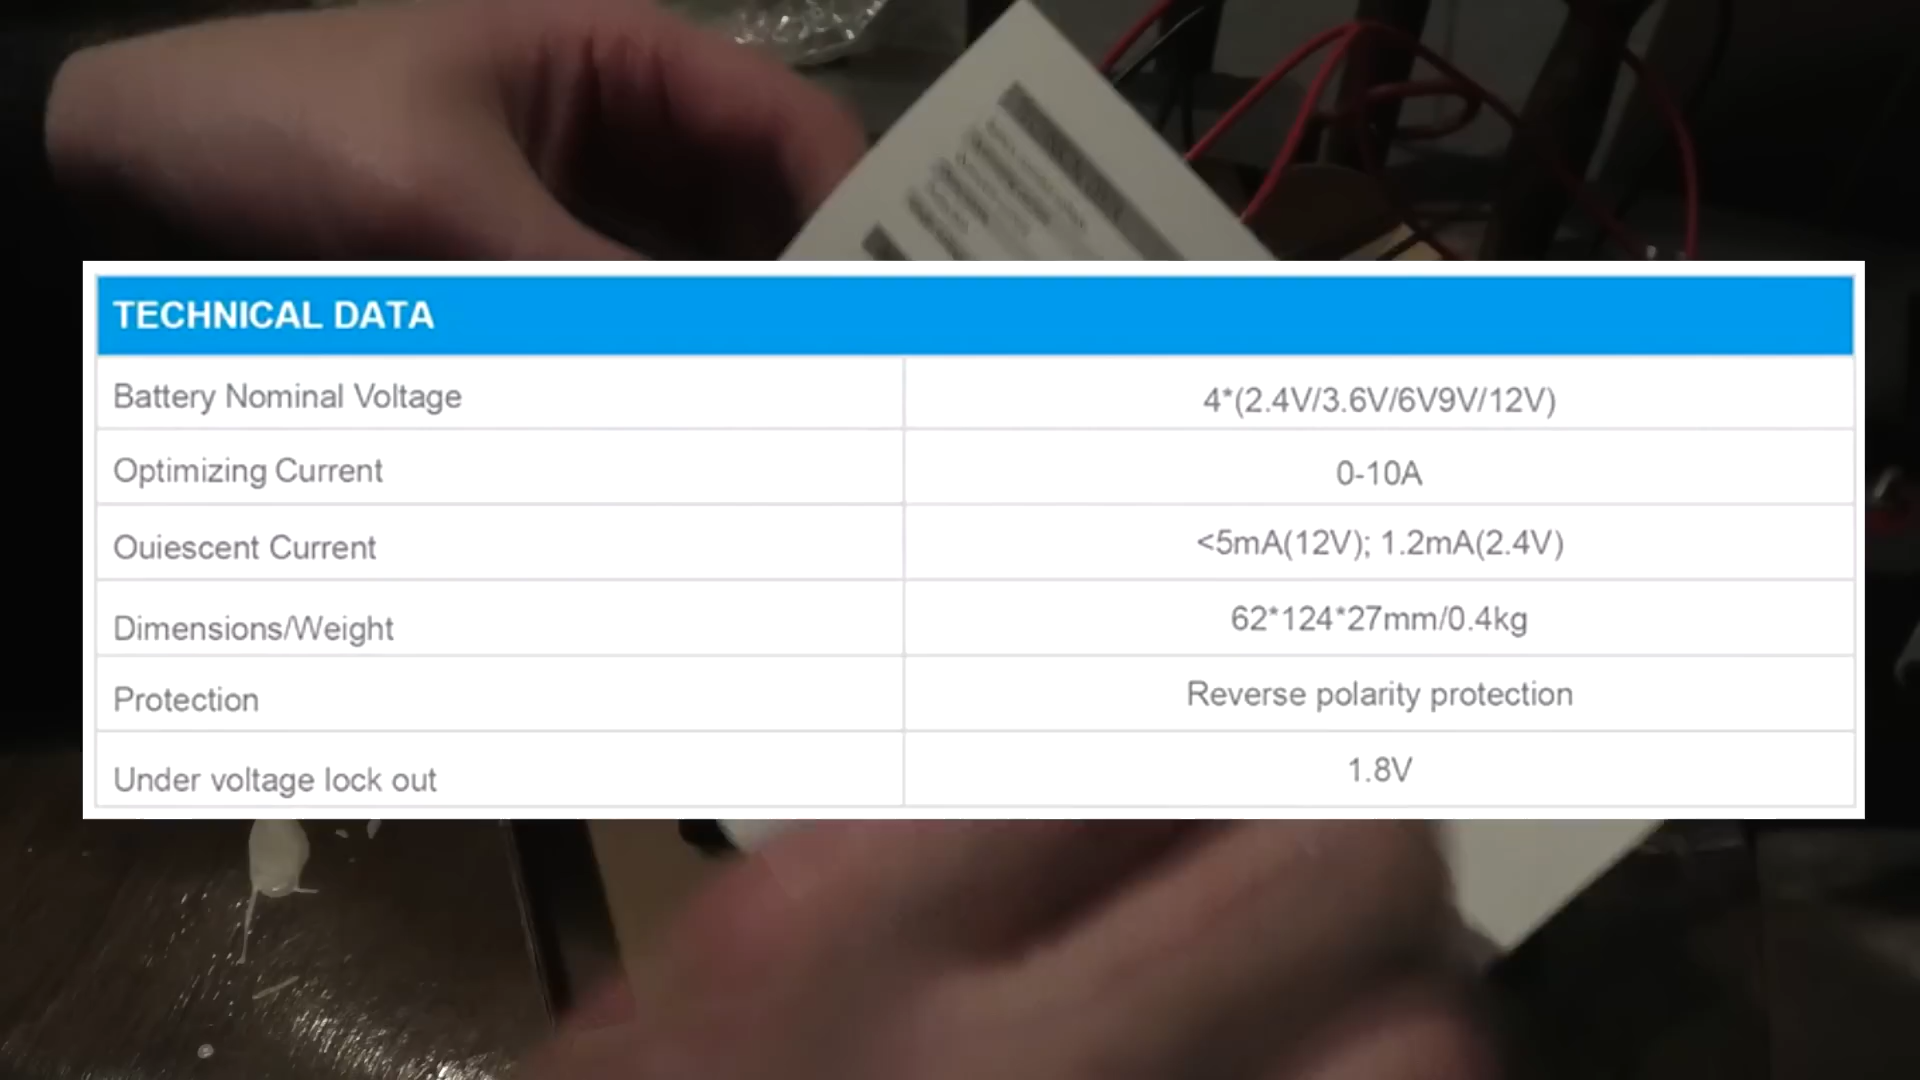 TECHNICAL DATA
Battery Nominal Voltage 4*(2.4V/3.6V/6V9V/12V)
Optimizing Current 0-10A
Ouiescent Current <5mA(12V); 1.2mA(2.4V)
Dimensions/Weight 62*124*27mm/0.4kg
Protection Reverse polarity protection
Under voltage lock out 1.8V